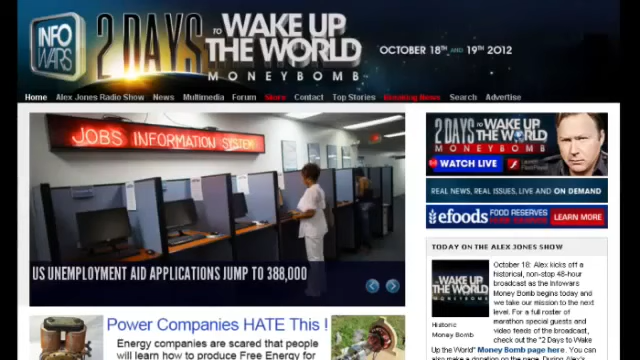 INFO
WARS
2 DAYS TO WAKE UP
THE WORLD
MONEYBOMB
OCTOBER 18th AND 19TH 2012
Home Alex Jones Radio Show News Multimedia Forum Store Contact Top Stories Breaking News Search Advertise
JOBS INFORMATION SYSTEM
US UNEMPLOYMENT AID APPLICATIONS JUMP TO 388,000
Power Companies HATE This !
Energy companies are scared that people
will learn how to produce Free Energy for
2 DAYS TO WAKE UP
THE WORLD
MONEYBOMB
WATCH LIVE
REAL NEWS, REAL ISSUES, LIVE AND ON DEMAND
efoods FOOD RESERVES
LEARN MORE
TODAY ON THE ALEX JONES SHOW
WAKE UP
THE WORLD
Historic
Money Bomb
October 18: Alex kicks off a
historical, non-stop 48-hour
broadcast as the Infowars
Money Bomb begins today and
we take our mission to the next
level. For a full roster of
marathon special guests and
video feeds of the broadcast,
check out the "2 Days to Wake
Up the World" Money Bomb page here. You can
also make a donation on the page. During Alex's